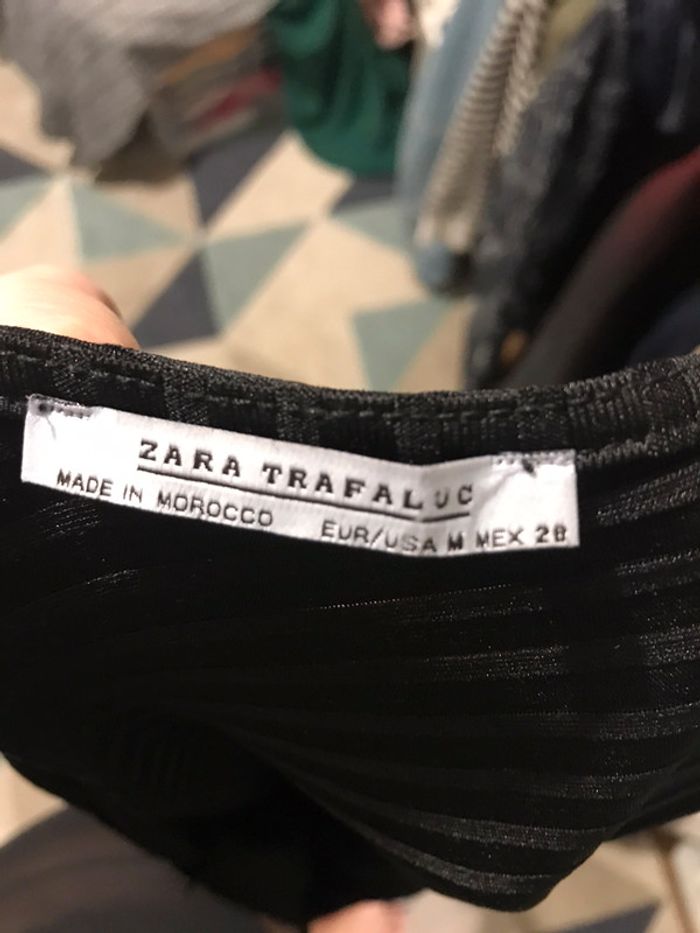 ZARA TRAFALUC
MADE IN MOROCCO EUR/USA M MEX 28